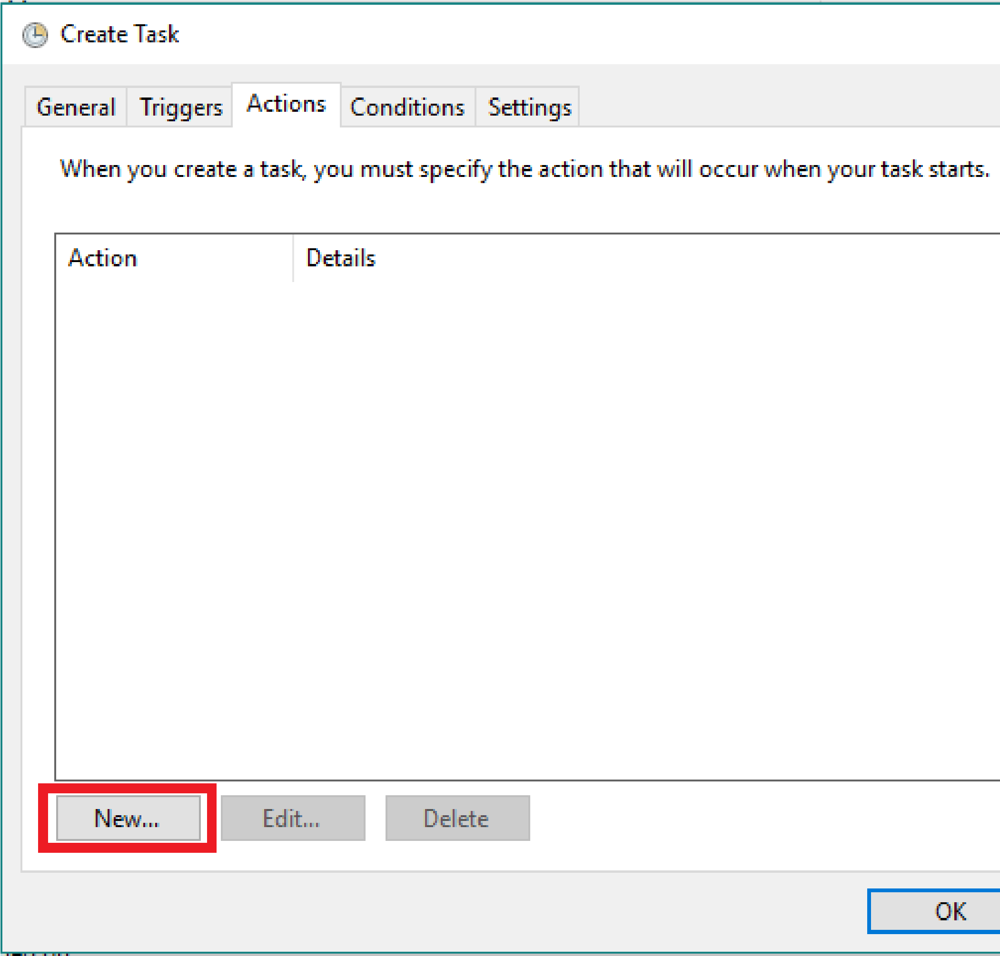 Create Task
General Triggers Actions Conditions Settings
When you create a task, you must specify the action that will occur when your task starts.
Action Details
New... Edit... Delete
OK